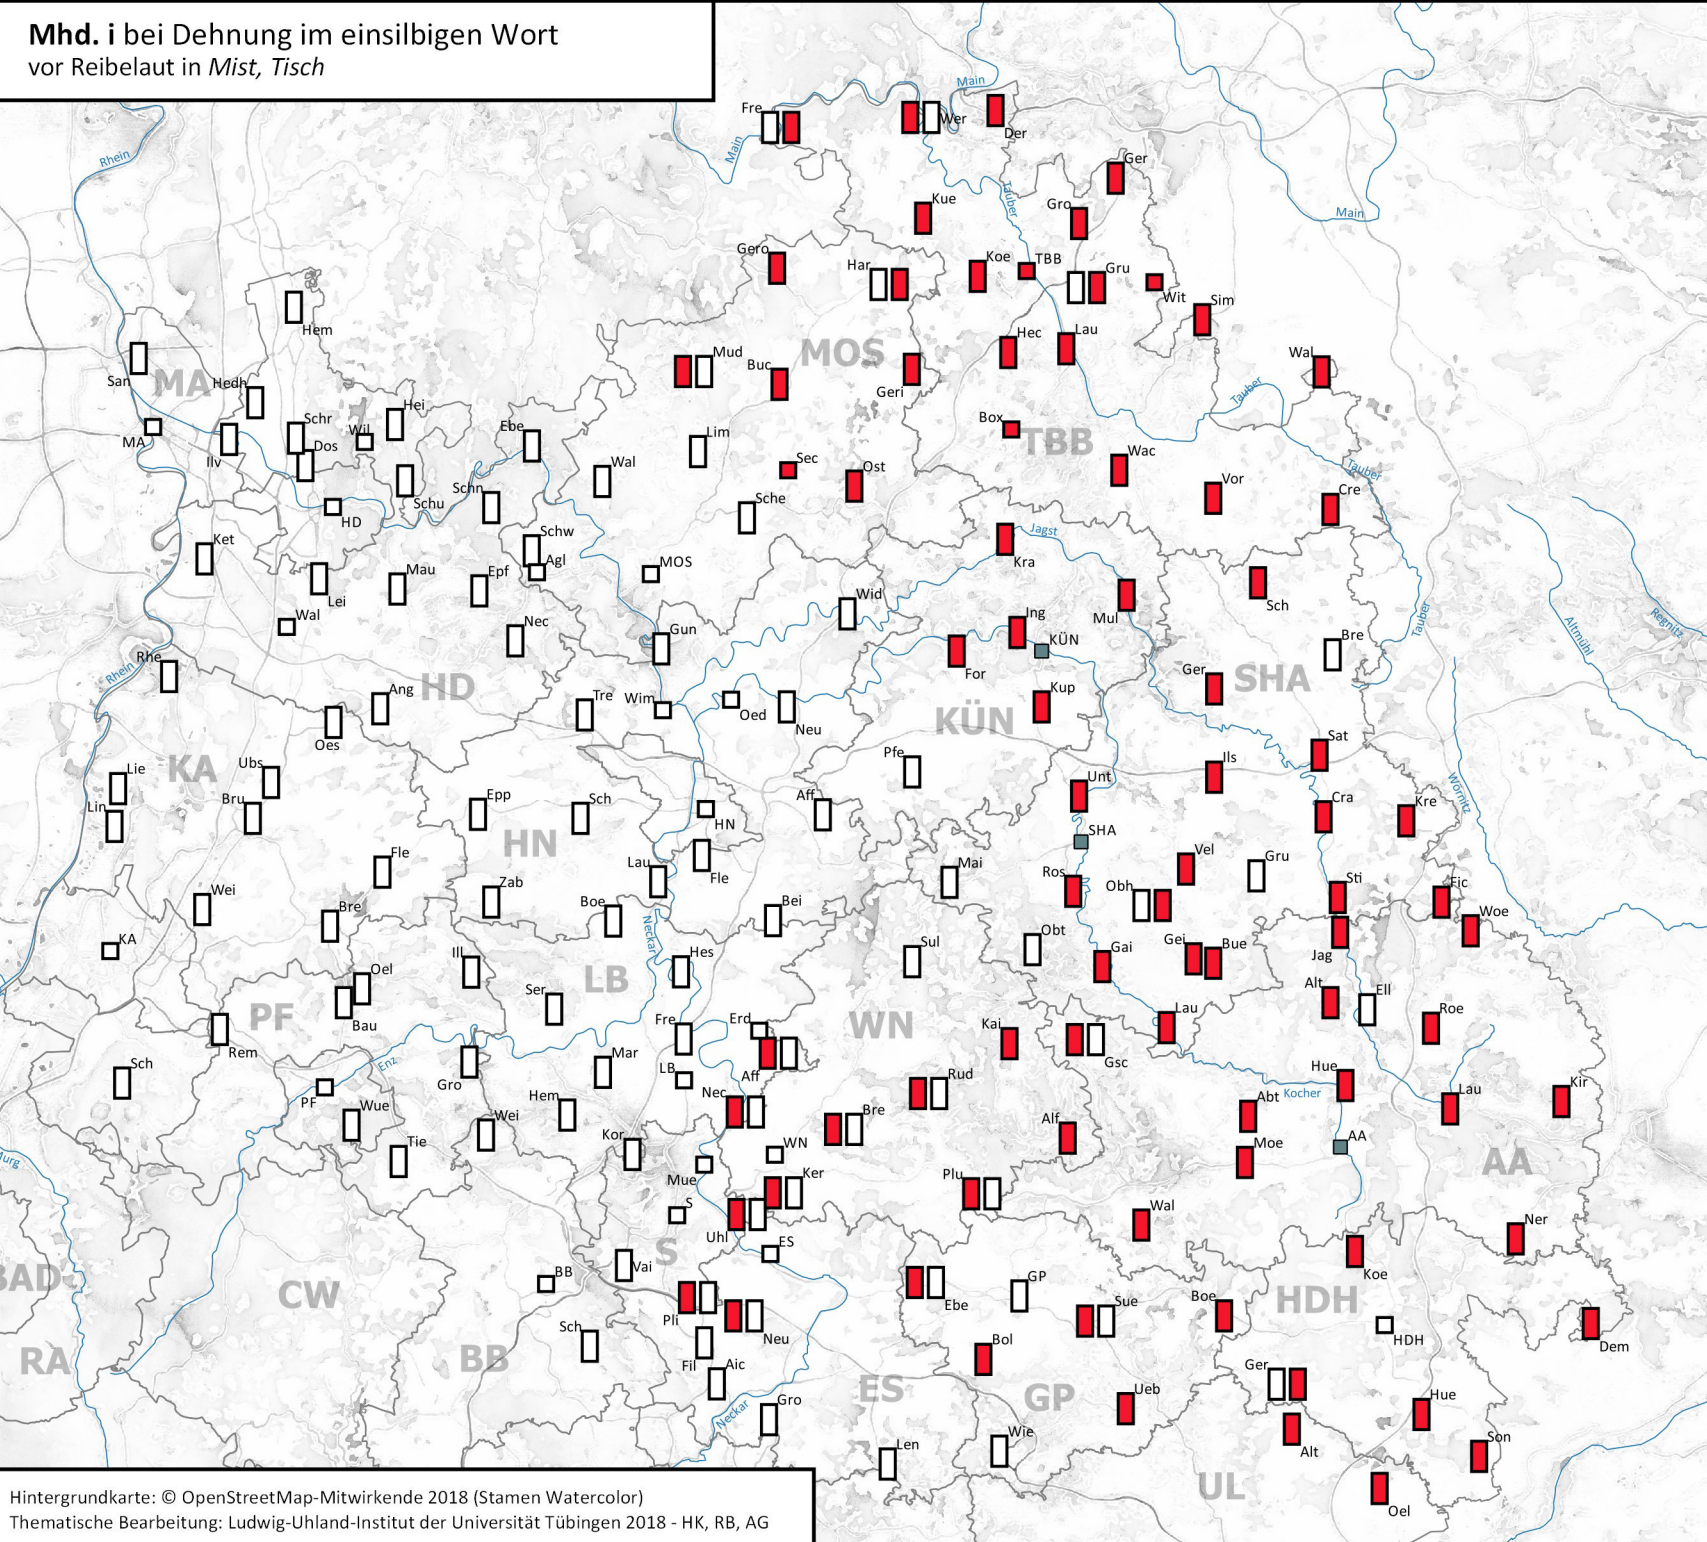 Mhd. i bei Dehnung im einsilbigen Wort
vor Reibelaut in Mist, Tisch
Main
Fre
Wer
Der
Rhein
Main
Ger
Tauber
Kue
Gro
Main
Gero
Har
Koe
TBB
Gru
Wit
Sim
Hem
Hec
Lau
MOS
Mud
Buc
Geri
Wal
San
MA
Hedh
Tauber
Hei
Schr
Wil
Ebe
Box
TBB
MA
Ilv
Dos
Lim
Wal
Sec
Ost
Wac
Tauber
Vor
Cre
Schn
Schu
Sche
HD
Jagst
Ket
Schw
Agl
MOS
Kra
Mau
Epf
Lei
Wid
Mul
Sch
Altmühl
Regnitz
Tauber
Wal
Nec
Gun
Ing
KÜN
Bre
Rhe
For
Rhein
HD
Ang
Tre
Wim
Oed
Neu
Kup
Ger
SHA
KÜN
Oes
Sat
KA
Lie
Ubs
Pfe
Ils
Unt
Lin
Bru
Epp
Sch
Aff
HN
Cra
Kre
Wörnitz
HN
SHA
Fle
Lau
Fle
Mai
Ros
Vel
Gru
Obh
Sti
Fic
Wei
Zab
Bre
Boe
Bei
Woe
KA
Neckar
Obt
Sul
Gai
Gei
Bue
Jag
Ill
Hes
Oel
LB
Ser
Alt
Ell
PF
Bau
Rem
Fre
Erd
WN
Kai
Lau
Roe
Gsc
Sch
Enz
Gro
Mar
LB
Aff
Rud
Hue
Kocher
Lau
Kir
PF
Wue
Hem
Nec
Bre
Abt
Wei
Alf
Tie
Kor
WN
Moe
AA
AA
Murg
Mue
Ker
Plu
S
Uhl
Wal
Ner
ES
S
BAD
CW
BB
Vai
GP
Koe
Ebe
HDH
Pli
Neu
Sue
Boe
HDH
Dem
Sch
RA
BB
Fil
Aic
Bol
ES
GP
Ueb
Ger
Hue
Gro
Neckar
Len
Wie
Alt
Son
UL
Oel
Hintergrundkarte: © OpenStreetMap-Mitwirkende 2018 (Stamen Watercolor)
Thematische Bearbeitung: Ludwig-Uhland-Institut der Universität Tübingen 2018 - HK, RB, AG